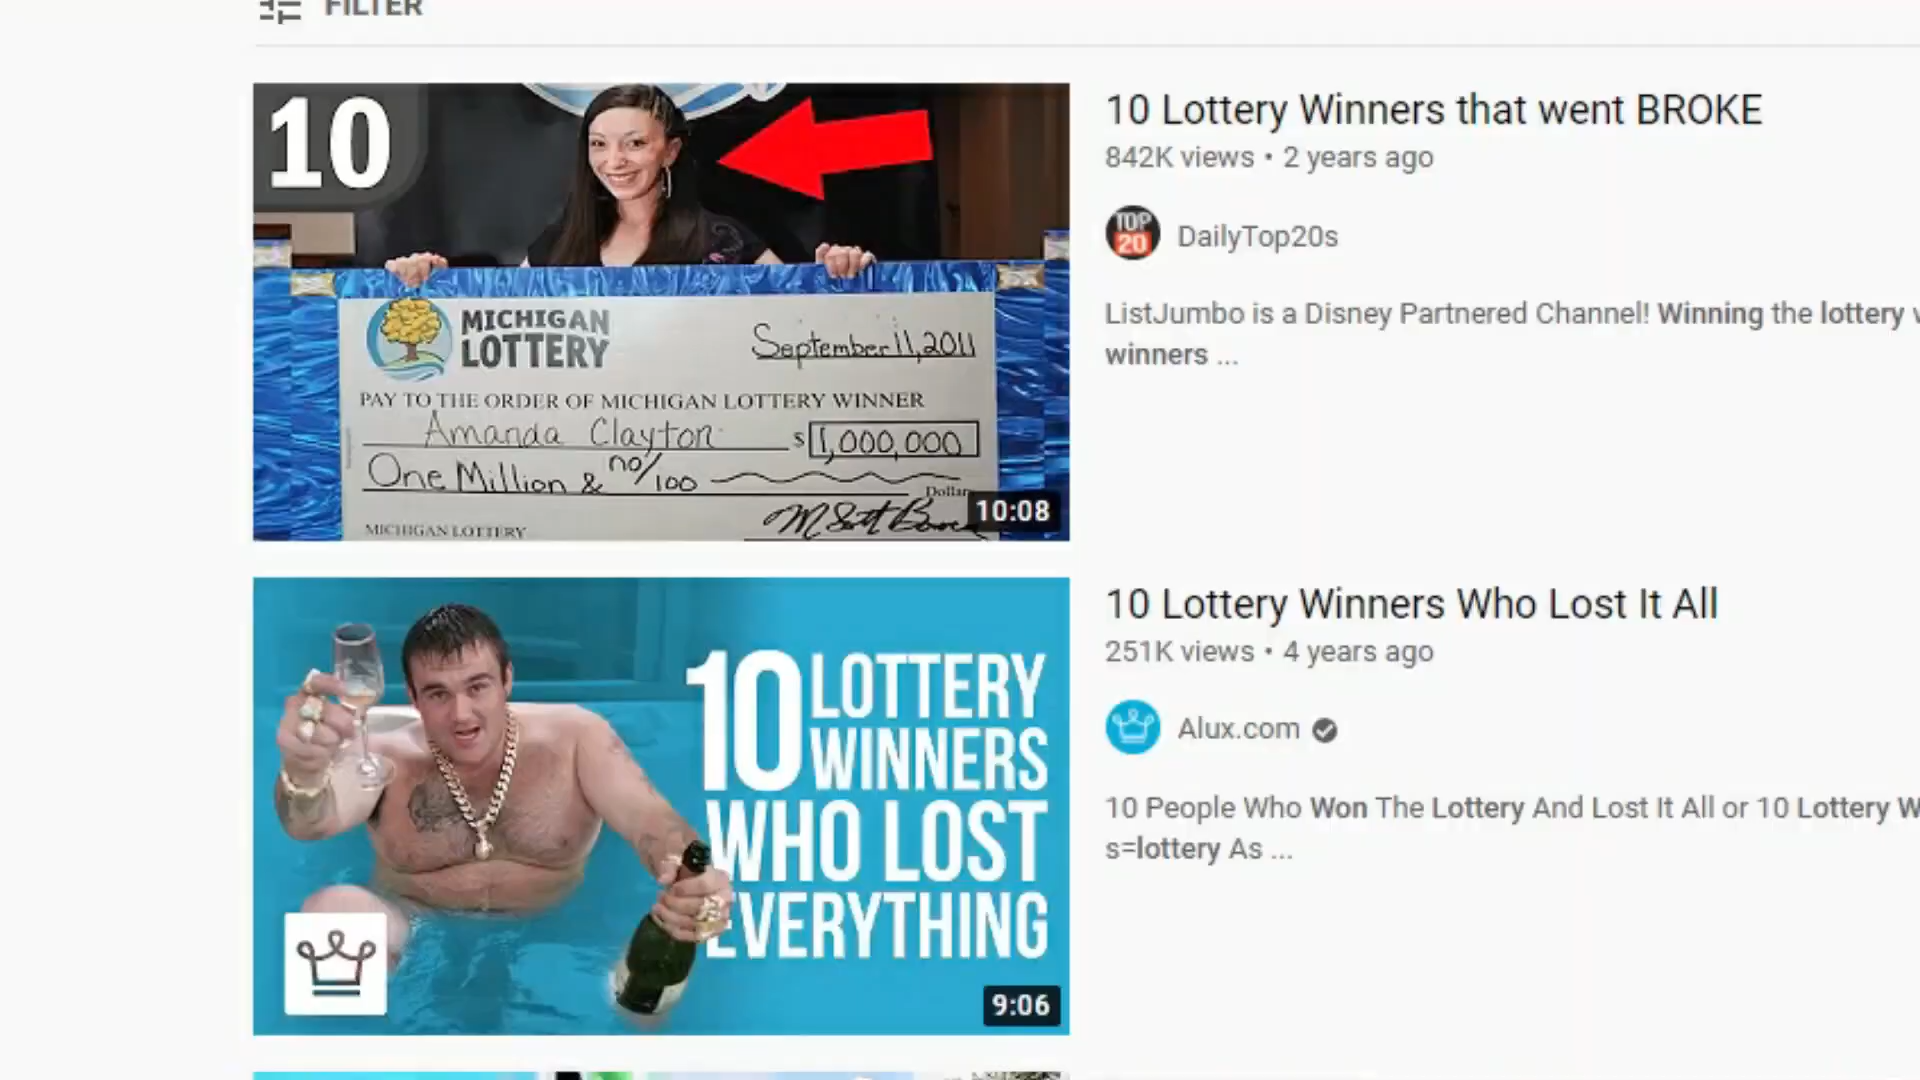 FILTER
10
MICHIGAN
LOTTERY
September 11, 2011
PAY TO THE ORDER OF MICHIGAN LOTTERY WINNER
Amanda Clayton $ 1,000,000
One Million & no/100
Dollars
MICHIGAN LOTTERY
10:08
10 Lottery Winners that went BROKE
842K views • 2 years ago
TOP
20
DailyTop20s
ListJumbo is a Disney Partnered Channel! Winning the lottery
winners ...
10 LOTTERY
WINNERS
WHO LOST
EVERYTHING
9:06
10 Lottery Winners Who Lost It All
251K views • 4 years ago
Alux.com
10 People Who Won The Lottery And Lost It All or 10 Lottery W
s=lottery As ...